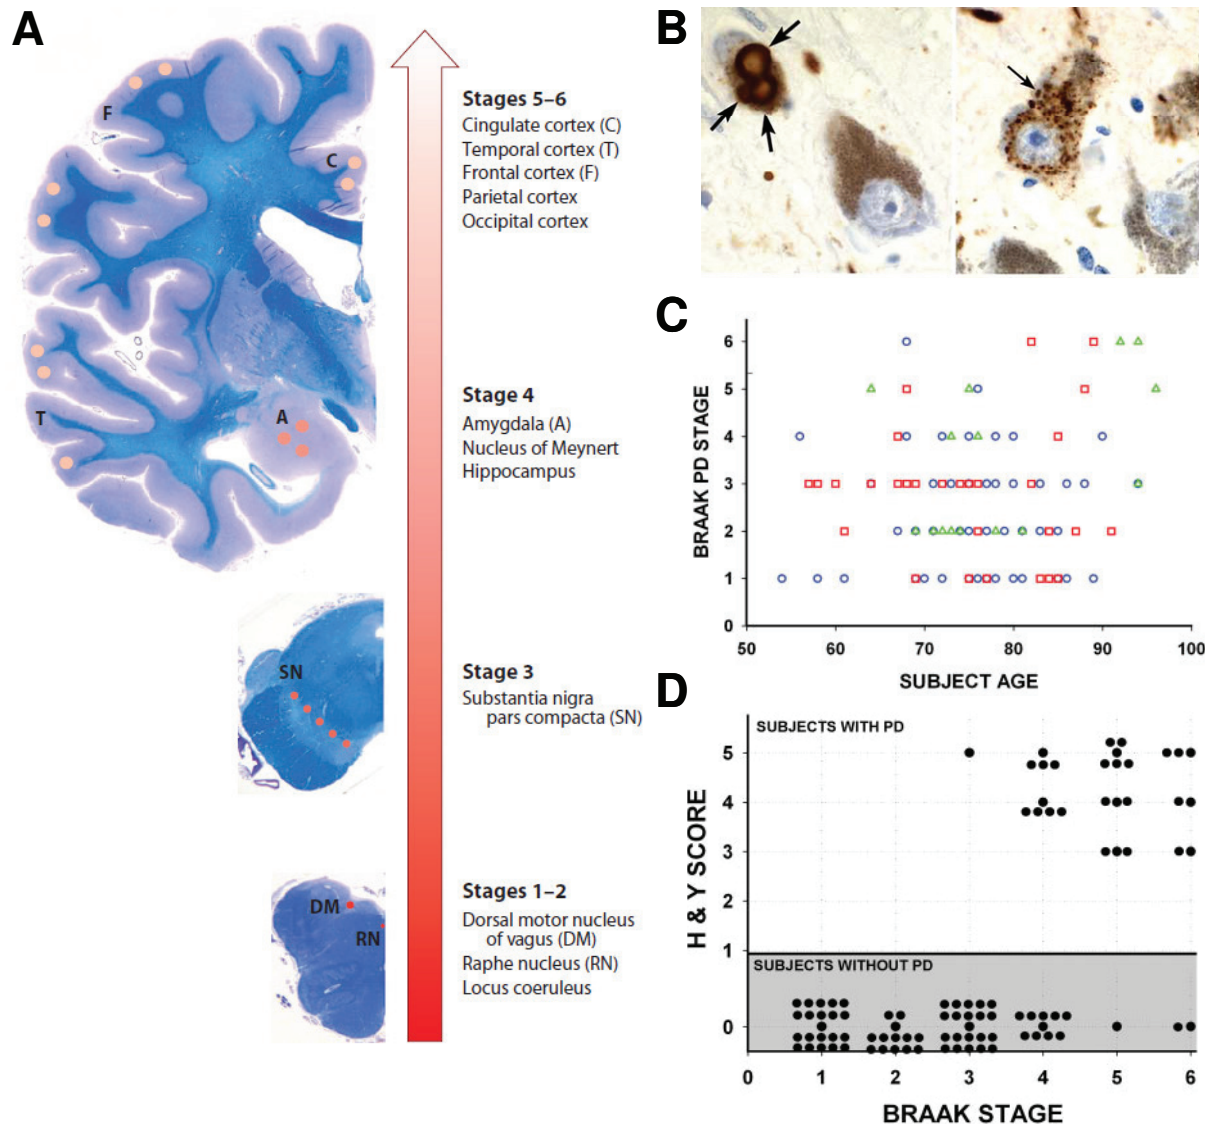 A
F
C
T
A
SN
DM
RN
Stages 5–6
Cingulate cortex (C)
Temporal cortex (T)
Frontal cortex (F)
Parietal cortex
Occipital cortex
Stage 4
Amygdala (A)
Nucleus of Meynert
Hippocampus
Stage 3
Substantia nigra
pars compacta (SN)
Stages 1–2
Dorsal motor nucleus
of vagus (DM)
Raphe nucleus (RN)
Locus coeruleus
B
C
BRAAK PD STAGE
6
5
4
3
2
1
0
50 60 70 80 90 100
SUBJECT AGE
D
SUBJECTS WITH PD
H & Y SCORE
5
4
3
2
1
SUBJECTS WITHOUT PD
0
0 1 2 3 4 5 6
BRAAK STAGE